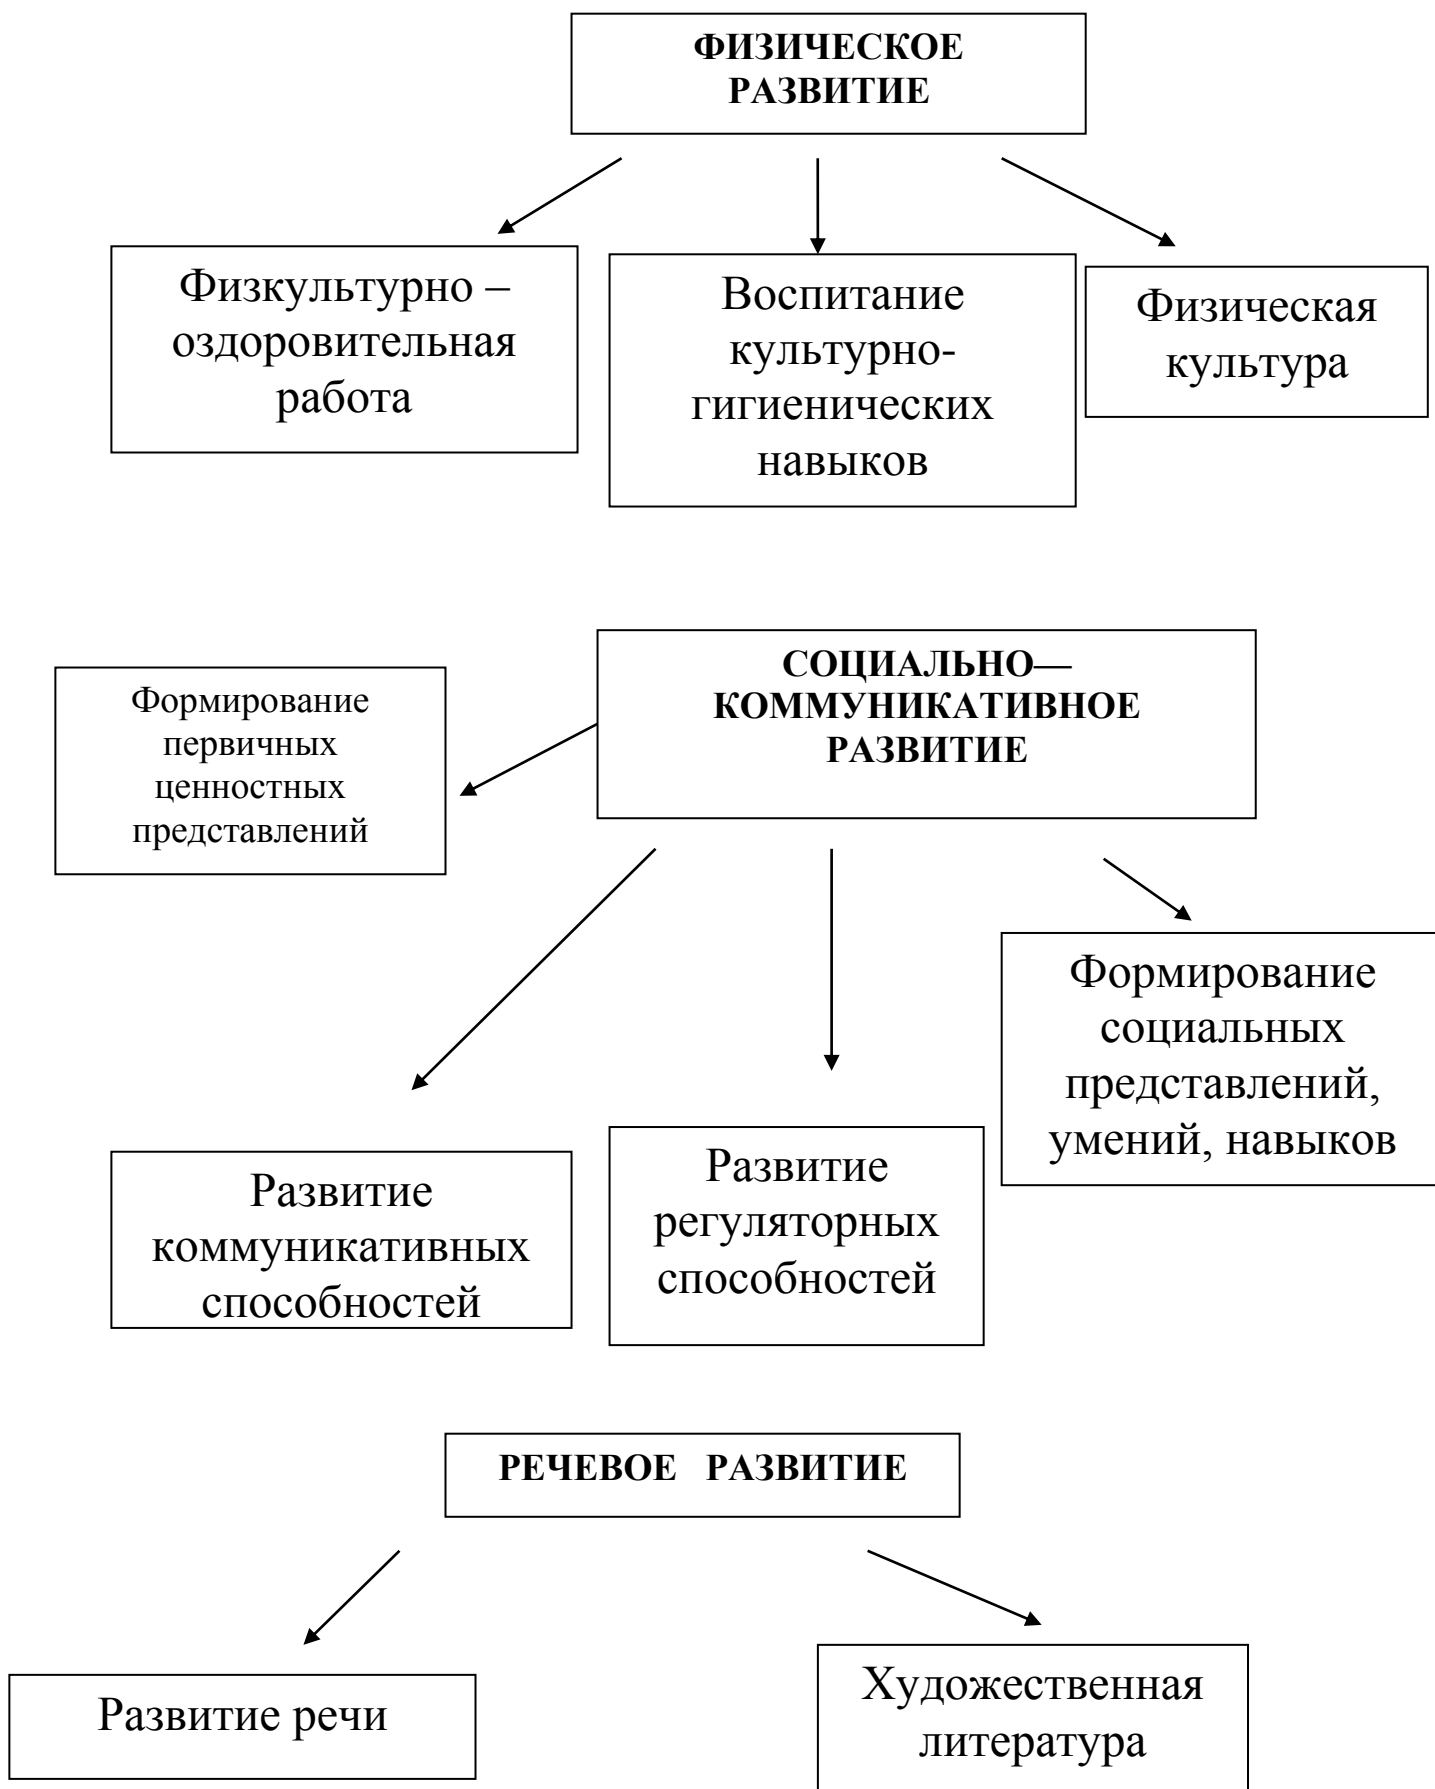 ФИЗИЧЕСКОЕ
РАЗВИТИЕ
Физкультурно –
оздоровительная
работа
Воспитание
культурно-
гигиенических
навыков
Физическая
культура
СОЦИАЛЬНО—
КОММУНИКАТИВНОЕ
РАЗВИТИЕ
Формирование
первичных
ценностных
представлений
Развитие
коммуникативных
способностей
Развитие
регуляторных
способностей
Формирование
социальных
представлений,
умений, навыков
РЕЧЕВОЕ РАЗВИТИЕ
Развитие речи
Художественная
литература